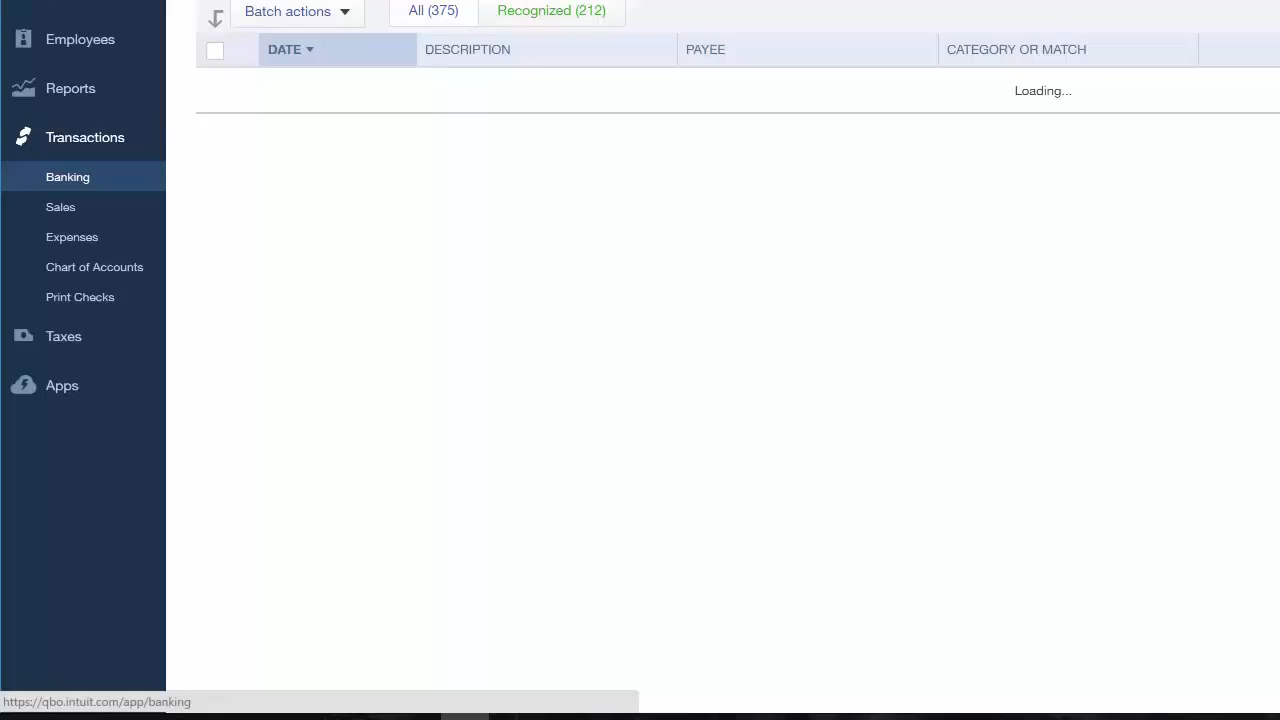 Batch actions
All (375)
Recognized (212)
DATE
DESCRIPTION
PAYEE
CATEGORY OR MATCH
Loading...
Employees
Reports
Transactions
Banking
Sales
Expenses
Chart of Accounts
Print Checks
Taxes
Apps
https://qbo.intuit.com/app/banking